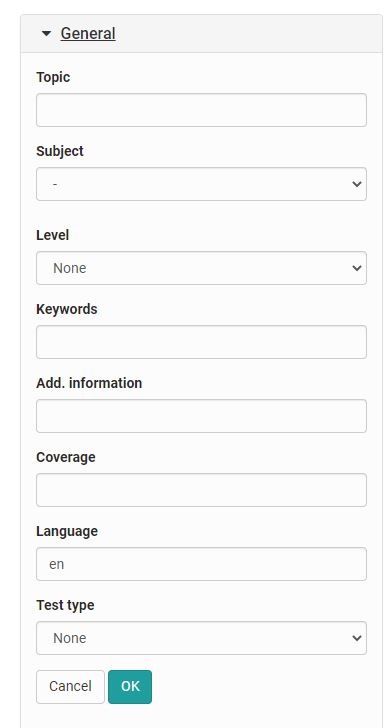 General
Topic
Subject
-
Level
None
Keywords
Add. information
Coverage
Language
en
Test type
None
Cancel OK